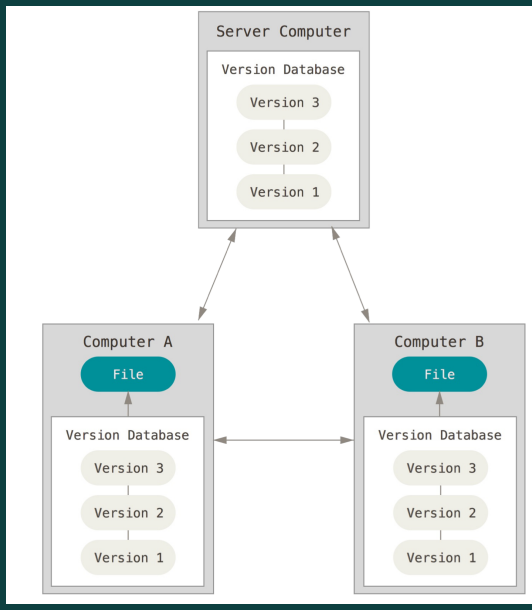 Server Computer
Version Database
Version 3
Version 2
Version 1
Computer A
File
Version Database
Version 3
Version 2
Version 1
Computer B
File
Version Database
Version 3
Version 2
Version 1